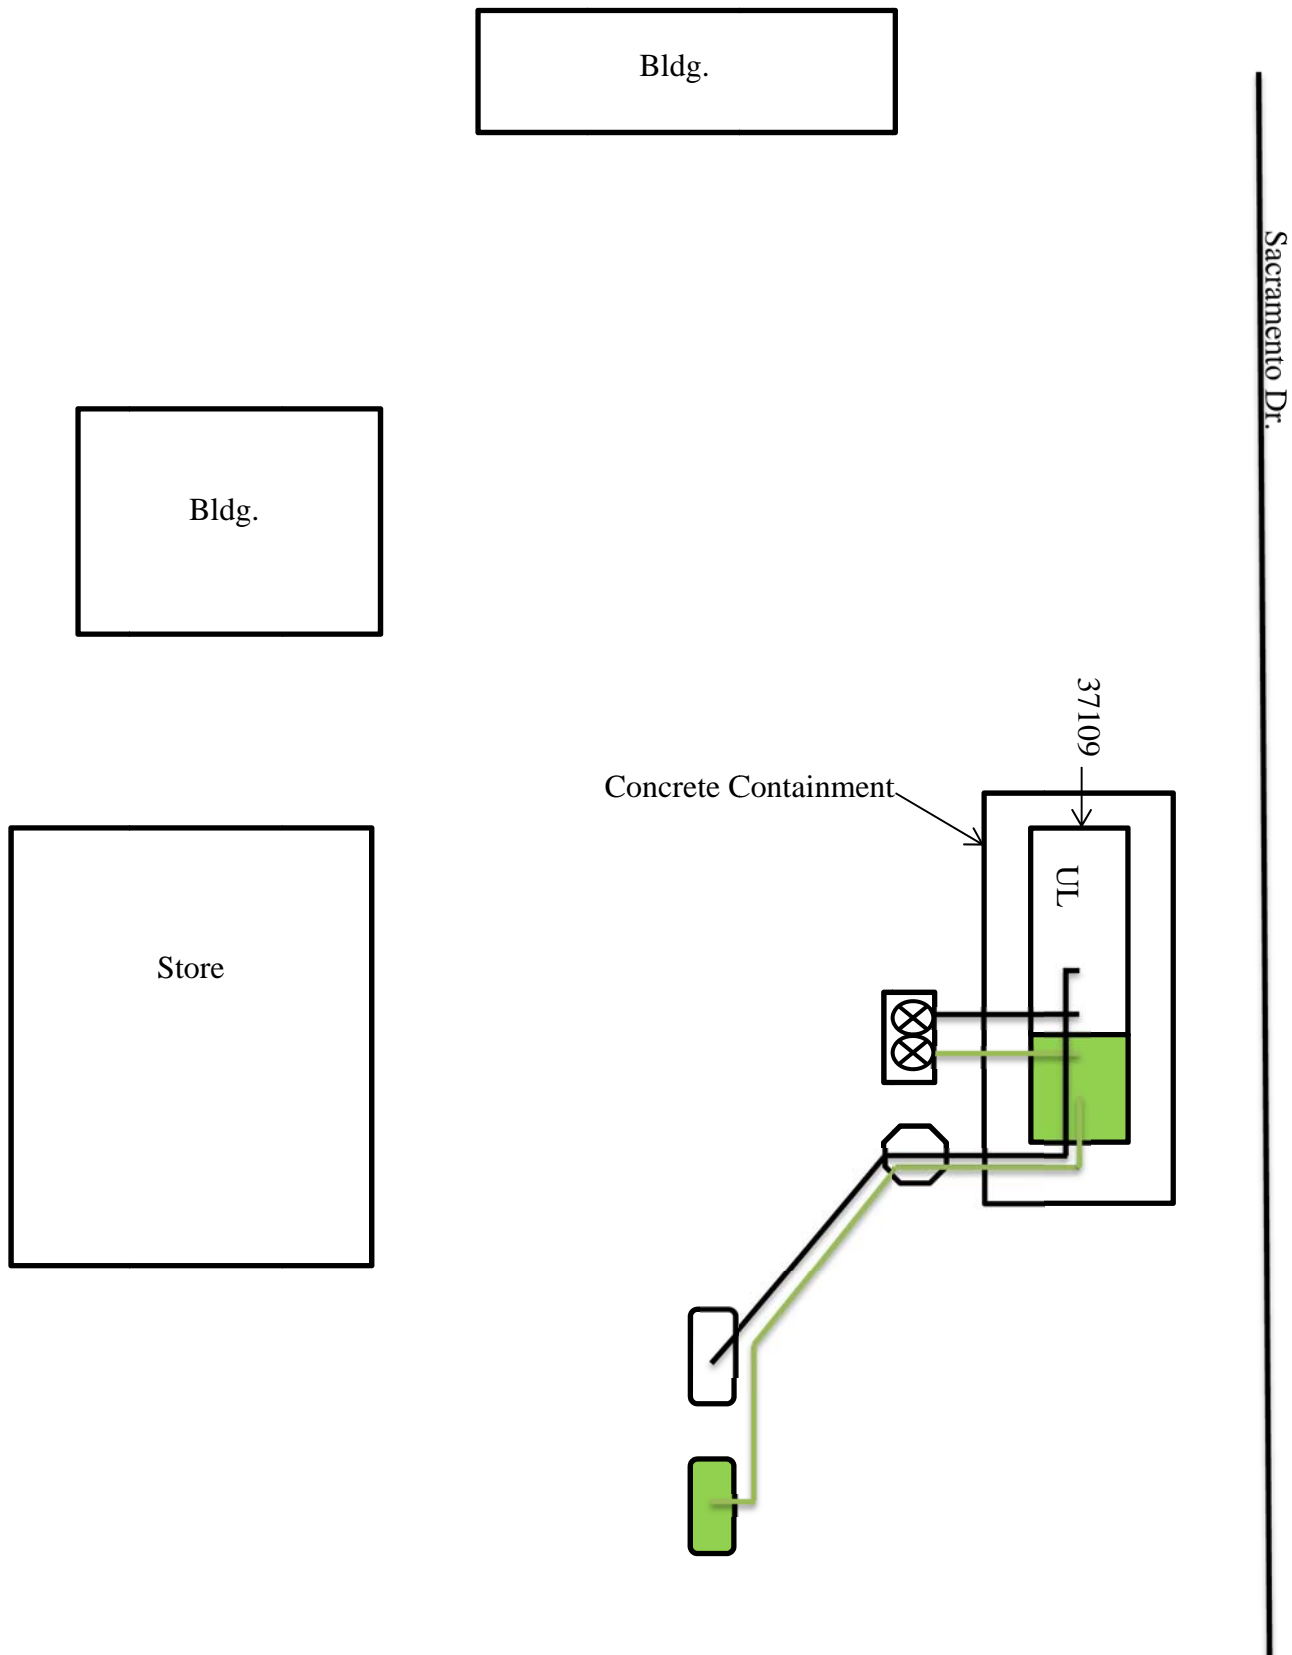 Bldg.
Sacramento Dr.
Bldg.
37109
Concrete Containment
UL
Store